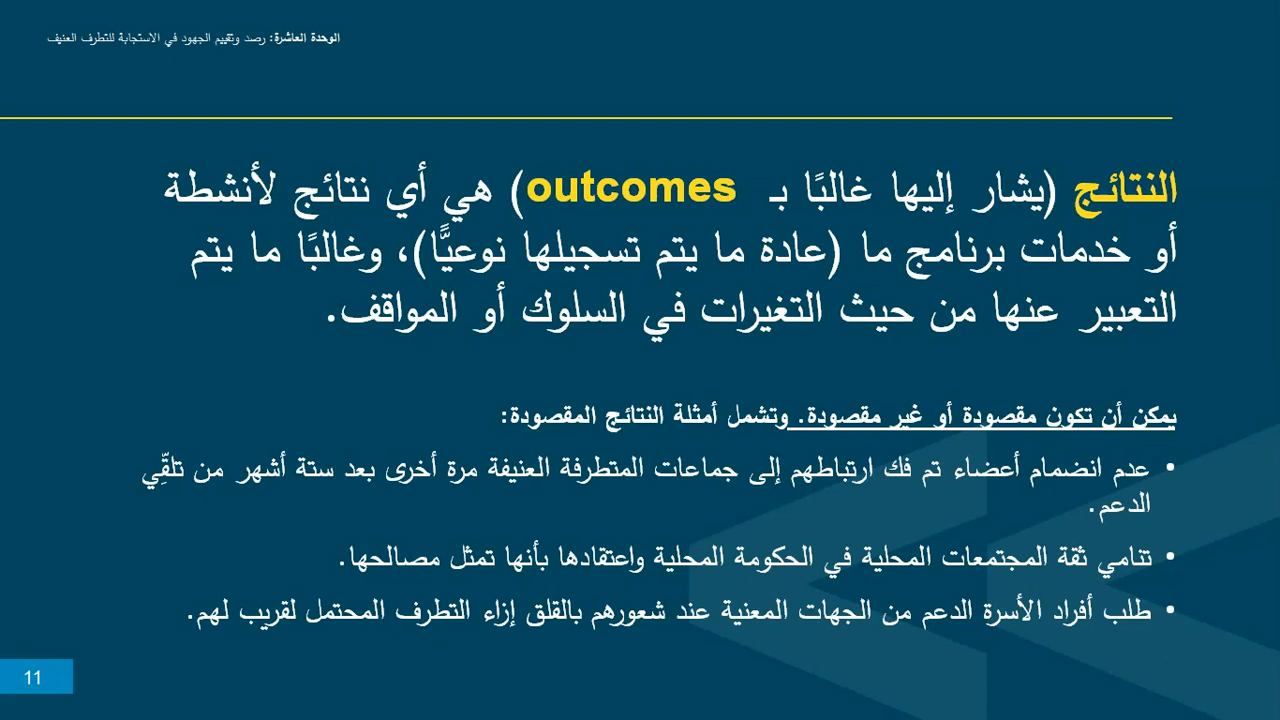 الوحدة العاشرة: رصد وتقييم الجهود في الاستجابة للتطرف العنيف
النتائج (يشار إليها غالبًا بـ outcomes) هي أي نتائج لأنشطة
أو خدمات برنامج ما (عادة ما يتم تسجيلها نوعيًّا)، وغالبًا ما يتم
التعبير عنها من حيث التغيرات في السلوك أو المواقف.
يمكن أن تكون مقصودة أو غير مقصودة. وتشمل أمثلة النتائج المقصودة:
• عدم انضمام أعضاء تم فك ارتباطهم إلى جماعات المتطرفة العنيفة مرة أخرى بعد ستة أشهر من تلقِّي
الدعم.
• تنامي ثقة المجتمعات المحلية في الحكومة المحلية واعتقادها بأنها تمثل مصالحها.
• طلب أفراد الأسرة الدعم من الجهات المعنية عند شعورهم بالقلق إزاء التطرف المحتمل لقريب لهم.
11